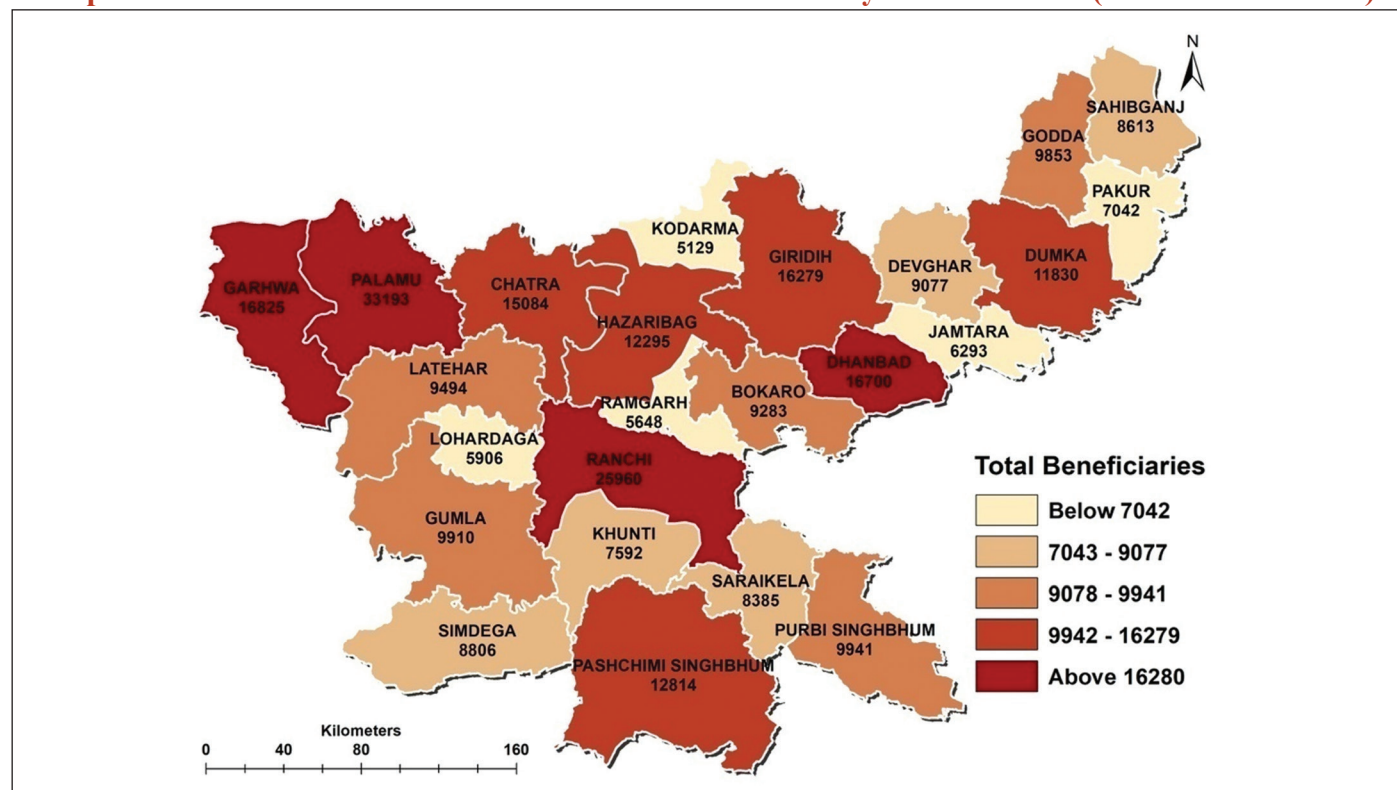 N
SAHIBGANJ
8613
GODDA
9853
PAKUR
7042
KODARMA
5129
GIRIDIH
16279
DEVGHAR
9077
DUMKA
11830
GARHWA
16825
PALAMU
33193
CHATRA
15084
HAZARIBAG
12295
JAMTARA
6293
DHANBAD
16700
LATEHAR
9494
RAMGARH
5648
BOKARO
9283
LOHARDAGA
5906
RANCHI
25960
GUMLA
9910
KHUNTI
7592
SARAIKELA
8385
SIMDEGA
8806
PURBI SINGHBHUM
9941
PASHCHIMI SINGHBHUM
12814
Total Beneficiaries
Below 7042
7043 - 9077
9078 - 9941
9942 - 16279
Above 16280
Kilometers
0 40 80 160